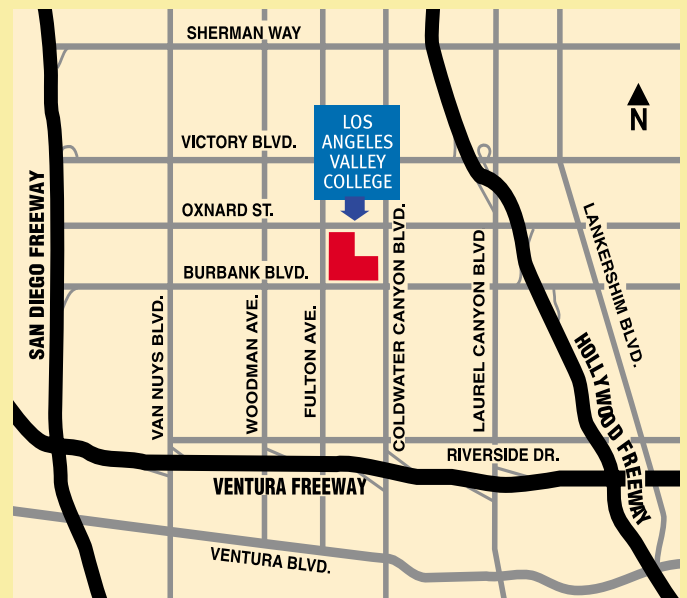 SHERMAN WAY
LOS
ANGELES
VALLEY
COLLEGE
N
VICTORY BLVD.
OXNARD ST.
BURBANK BLVD.
SAN DIEGO FREEWAY
VAN NUYS BLVD.
WOODMAN AVE.
FULTON AVE.
COLDWATER CANYON BLVD.
LAUREL CANYON BLVD
LANKERSHIM BLVD.
HOLLYWOOD FREEWAY
RIVERSIDE DR.
VENTURA FREEWAY
VENTURA BLVD.